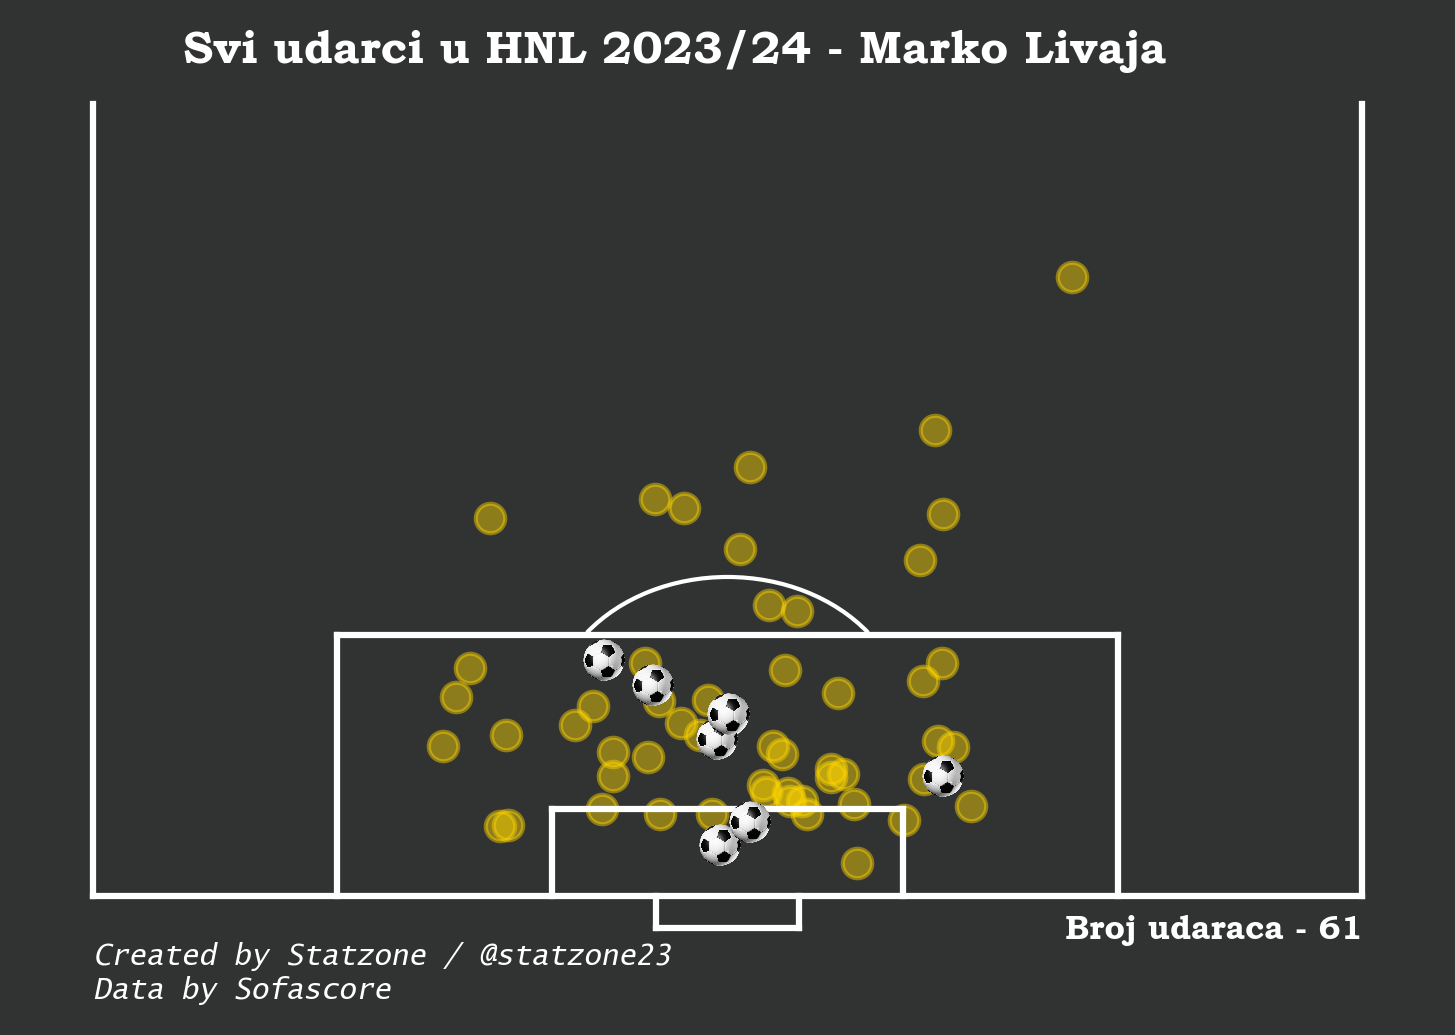 Svi udarci u HNL 2023/24 - Marko Livaja
Broj udaraca - 61
Created by Statzone / @statzone23
Data by Sofascore